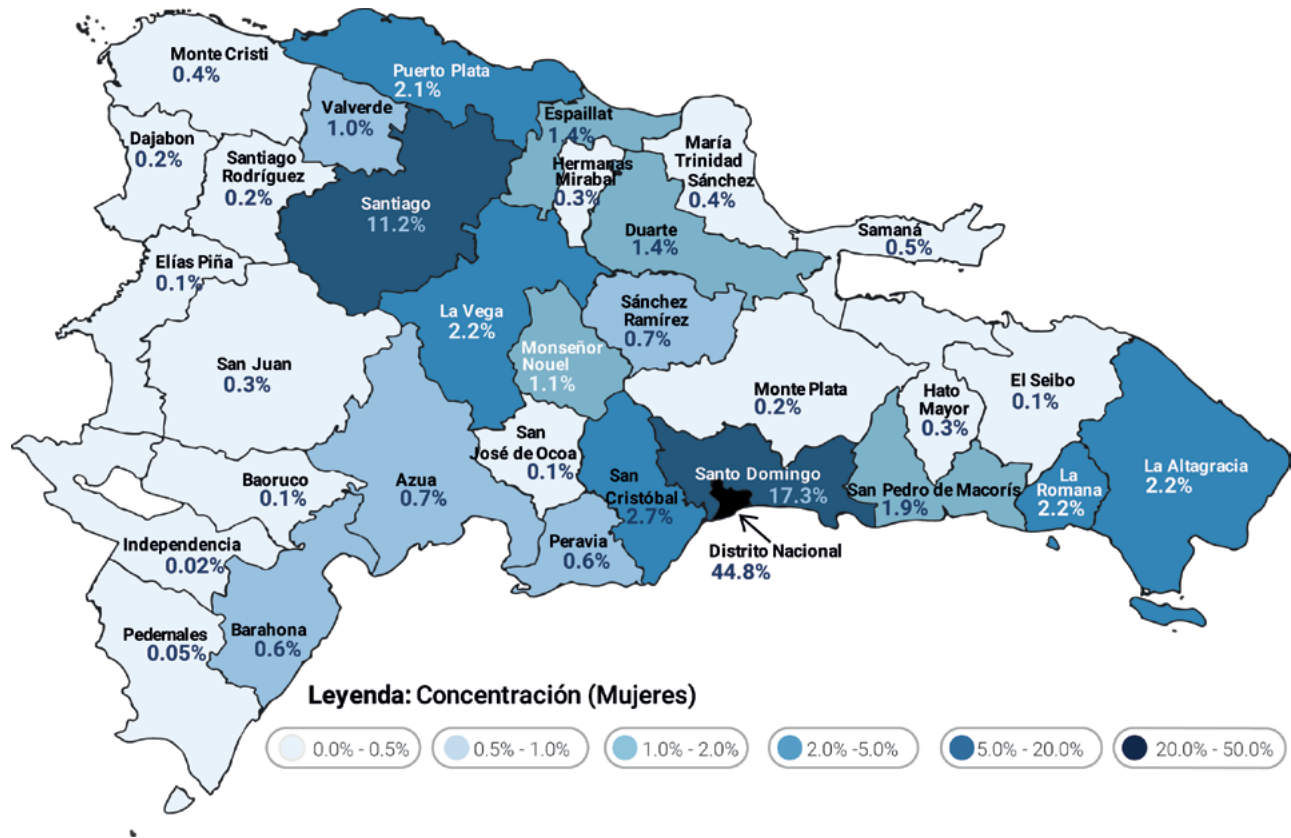 Monte Cristi
0.4%
Puerto Plata
2.1%
Valverde
1.0%
Espaillat
1.4%
Dajabon
0.2%
Santiago
Rodríguez
0.2%
María
Trinidad
Sánchez
0.4%
Hermanas
Mirabal
0.3%
Santiago
11.2%
Duarte
1.4%
Samaná
0.5%
Elías Piña
0.1%
La Vega
2.2%
Sánchez
Ramírez
0.7%
San Juan
0.3%
Monseñor
Nouel
1.1%
Monte Plata
0.2%
Hato
Mayor
0.3%
El Seibo
0.1%
San
José de Ocoa
0.1%
Baoruco
0.1%
Azua
0.7%
San
Cristóbal
2.7%
Santo Domingo
17.3%
San Pedro de Macorís
1.9%
La
Romana
2.2%
La Altagracia
2.2%
Independencia
0.02%
Peravia
0.6%
Distrito Nacional
44.8%
Pedernales
0.05%
Barahona
0.6%
Leyenda: Concentración (Mujeres)
0.0% - 0.5%
0.5% - 1.0%
1.0% - 2.0%
2.0% -5.0%
5.0% - 20.0%
20.0% - 50.0%